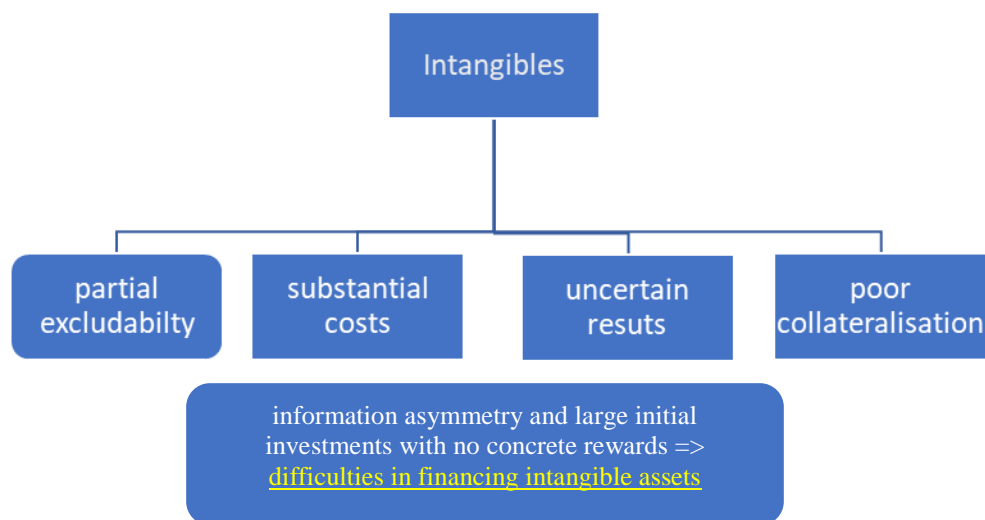 Intangibles
partial
excludabilty
substantial
costs
uncertain
resuts
poor
collateralisation
information asymmetry and large initial
investments with no concrete rewards =>
difficulties in financing intangible assets